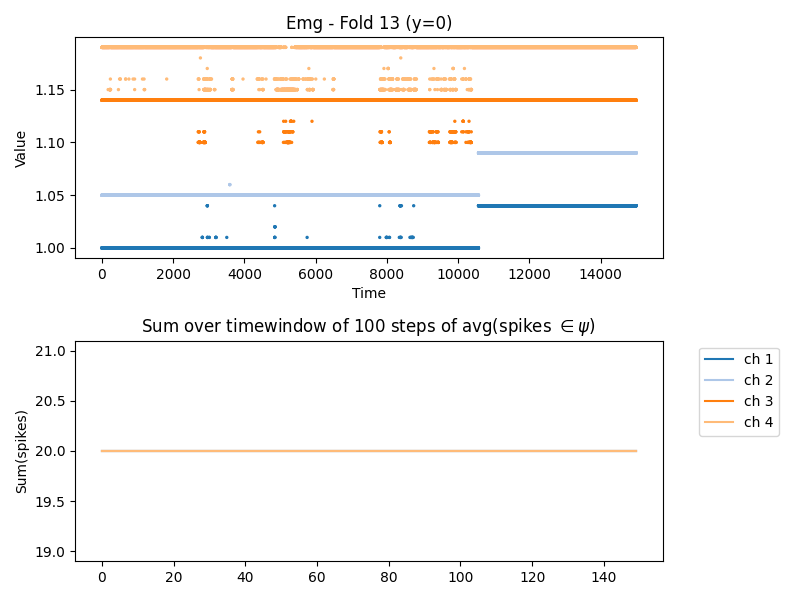 Emg - Fold 13 (y=0)
Value
1.15
1.10
1.05
1.00
0 2000 4000 6000 8000 10000 12000 14000
Time
Sum over timewindow of 100 steps of avg(spikes ∈ψ)
Sum(spikes)
21.0
20.5
20.0
19.5
19.0
0 20 40 60 80 100 120 140
ch 1
ch 2
ch 3
ch 4